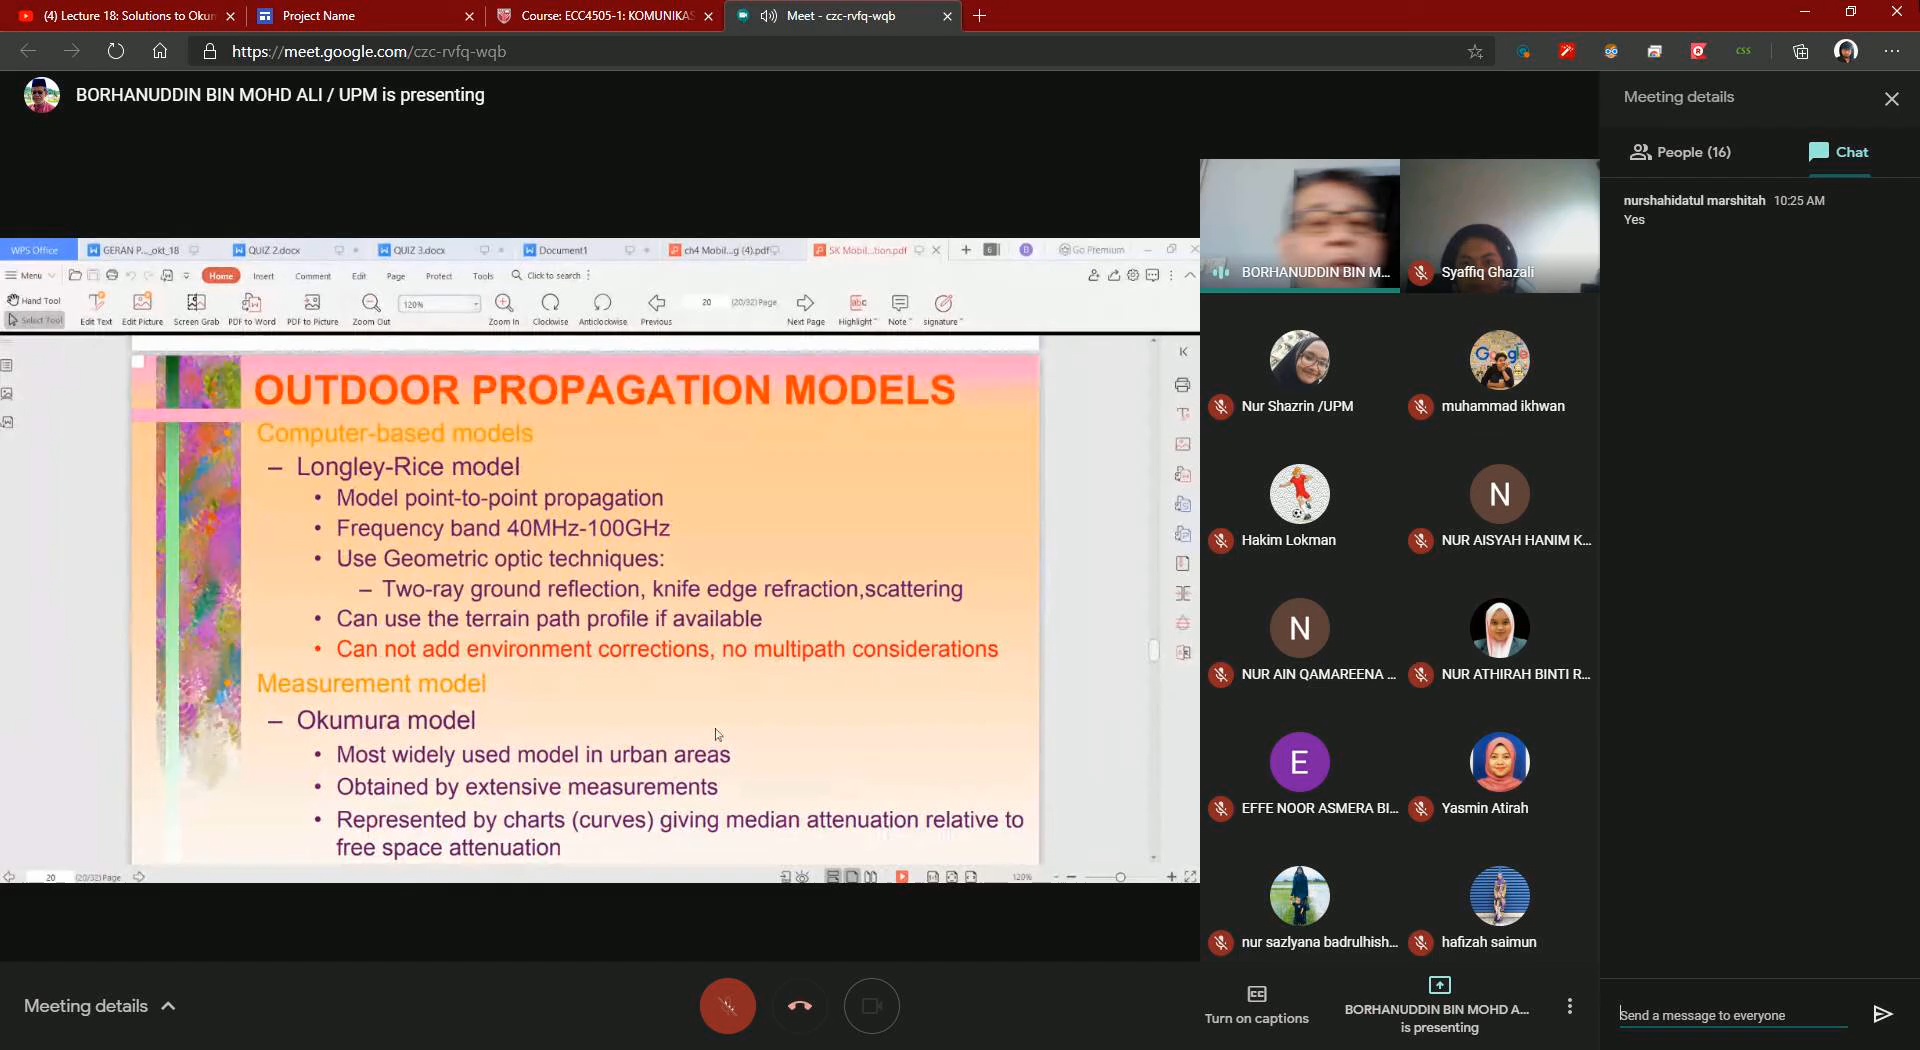 (4) Lecture 18: Solutions to Okum
Project Name
Course: ECC4505-1: KOMUNIKAS
Meet - czc-rvfq-wqb
https://meet.google.com/czc-rvfq-wqb
CSS
BORHANUDDIN BIN MOHD ALI / UPM is presenting
Meeting details
People (16)
Chat
nurshahidatul marshitah 10:25 AM
Yes
WPS Office
GERAN P..._okt_18
QUIZ 2.docx
QUIZ 3.docx
Document1
ch4 Mobil...g (4).pdf
SK Mobil...tion.pdf
6
B
Go Premium
Menu
Home
Insert
Comment
Edit
Page
Protect
Tools
Click to search
Hand Tool
Select Tool
Edit Text
Edit Picture
Screen Grab
PDF to Word
PDF to Picture
Zoom Out
120%
Zoom In
Clockwise
Anticlockwise
Previous
20
(20/32)Page
Next Page
abc
Highlight
Note
signature
OUTDOOR PROPAGATION MODELS
Computer-based models
– Longley-Rice model
• Model point-to-point propagation
• Frequency band 40MHz-100GHz
• Use Geometric optic techniques:
– Two-ray ground reflection, knife edge refraction,scattering
• Can use the terrain path profile if available
• Can not add environment corrections, no multipath considerations
Measurement model
– Okumura model
• Most widely used model in urban areas
• Obtained by extensive measurements
• Represented by charts (curves) giving median attenuation relative to
free space attenuation
20
(20/32)Page
120%
BORHANUDDIN BIN M...
Syaffiq Ghazali
Nur Shazrin /UPM
Google
muhammad ikhwan
Hakim Lokman
N
NUR AISYAH HANIM K...
N
NUR AIN QAMAREENA ...
NUR ATHIRAH BINTI R...
E
EFFE NOOR ASMERA BI...
Yasmin Atirah
nur sazlyana badrulhish...
hafizah saimun
Meeting details
CC
Turn on captions
BORHANUDDIN BIN MOHD A...
is presenting
Send a message to everyone